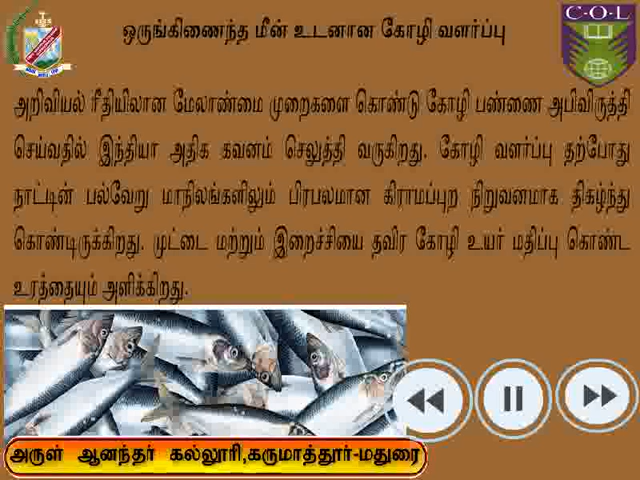 ஒருங்கிணைந்த மீன் உடனான கோழி வளர்ப்பு
C-O-L
அறிவியல் ரீதியிலான மேலாண்மை முறைகளை கொண்டு கோழி பண்ணை அபிவிருத்தி
செய்வதில் இந்தியா அதிக கவனம் செலுத்தி வருகிறது. கோழி வளர்ப்பு தற்போது
நாட்டின் பல்வேறு மாநிலங்களிலும் பிரபலமான கிராமப்புற நிறுவனமாக திகழ்ந்து
கொண்டிருக்கிறது. முட்டை மற்றும் இறைச்சியை தவிர கோழி உயர் மதிப்பு கொண்ட
உரத்தையும் அளிக்கிறது.
அருள் ஆனந்தர் கல்லூரி,கருமாத்தூர்-மதுரை